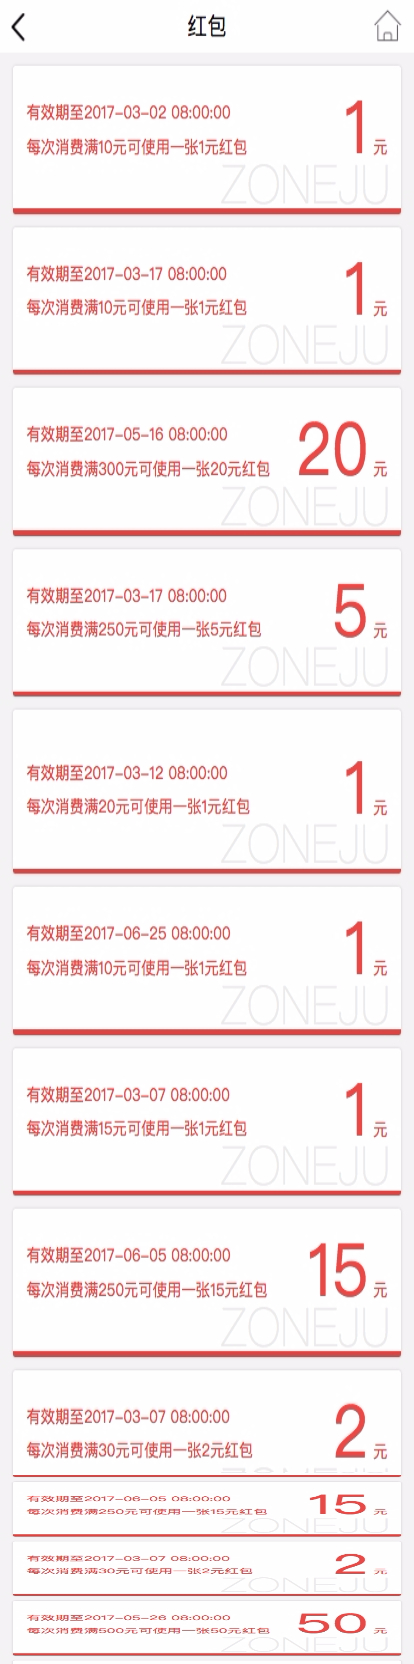 红包
有效期至2017-03-02 08:00:00
每次消费满10元可使用一张1元红包
1元
ZONEJU
有效期至2017-03-17 08:00:00
每次消费满10元可使用一张1元红包
1元
ZONEJU
有效期至2017-05-16 08:00:00
每次消费满300元可使用一张20元红包
20元
ZONEJU
有效期至2017-03-17 08:00:00
每次消费满250元可使用一张5元红包
5元
ZONEJU
有效期至2017-03-12 08:00:00
每次消费满20元可使用一张1元红包
1元
ZONEJU
有效期至2017-06-25 08:00:00
每次消费满10元可使用一张1元红包
1元
ZONEJU
有效期至2017-03-07 08:00:00
每次消费满15元可使用一张1元红包
1元
ZONEJU
有效期至2017-06-05 08:00:00
每次消费满250元可使用一张15元红包
15元
ZONEJU
有效期至2017-03-07 08:00:00
每次消费满30元可使用一张2元红包
2元
有效期至2017-06-05 08:00:00
每次消费满250元可使用一张15元红包
15元
ZONEJU
有效期至2017-03-07 08:00:00
每次消费满30元可使用一张2元红包
2元
ZONEJU
有效期至2017-05-26 08:00:00
每次消费满500元可使用一张50元红包
50元
ZONEJU